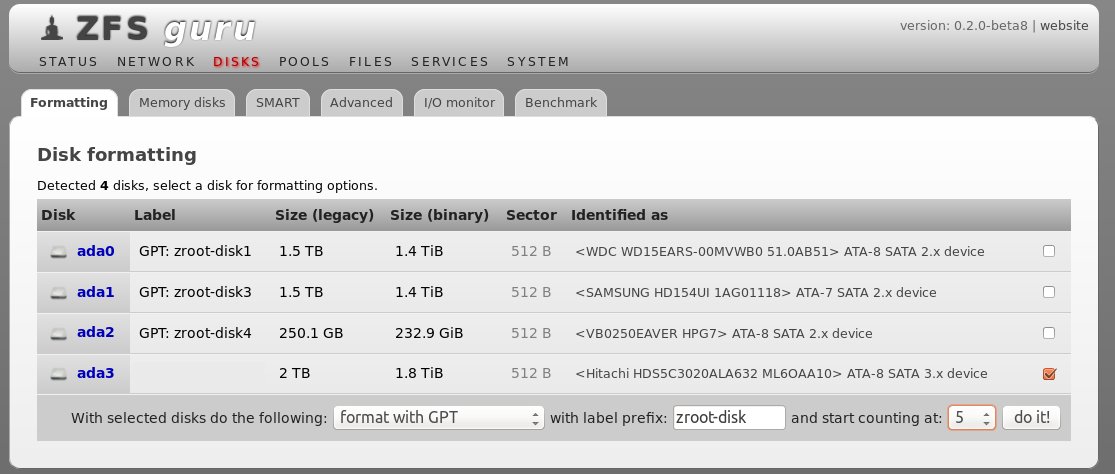 ZFS guru
version: 0.2.0-beta8 | website
STATUS NETWORK DISKS POOLS FILES SERVICES SYSTEM
Formatting Memory disks SMART Advanced I/O monitor Benchmark
Disk formatting
Detected 4 disks, select a disk for formatting options.
Disk Label Size (legacy) Size (binary) Sector Identified as
ada0 GPT: zroot-disk1 1.5 TB 1.4 TiB 512 B <WDC WD15EARS-00MVWB0 51.0AB51> ATA-8 SATA 2.x device
ada1 GPT: zroot-disk3 1.5 TB 1.4 TiB 512 B <SAMSUNG HD154UI 1AG01118> ATA-7 SATA 2.x device
ada2 GPT: zroot-disk4 250.1 GB 232.9 GiB 512 B <VB0250EAVER HPG7> ATA-8 SATA 2.x device
ada3 2 TB 1.8 TiB 512 B <Hitachi HDS5C3020ALA632 ML6OAA10> ATA-8 SATA 3.x device
With selected disks do the following: format with GPT with label prefix: zroot-disk and start counting at: 5 do it!